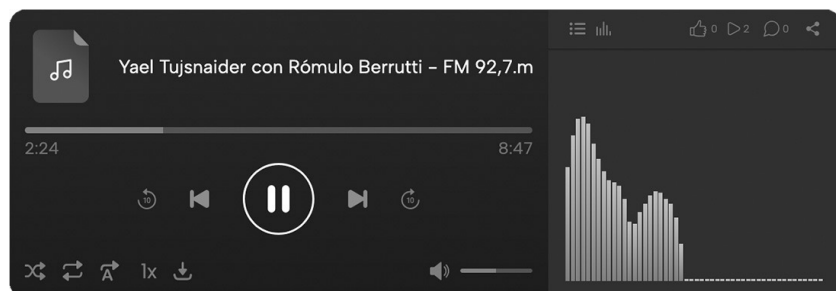 0 2 0
Yael Tujsnaider con Rómulo Berrutti – FM 92,7.m
2:24 8:47
10 10
A 1x